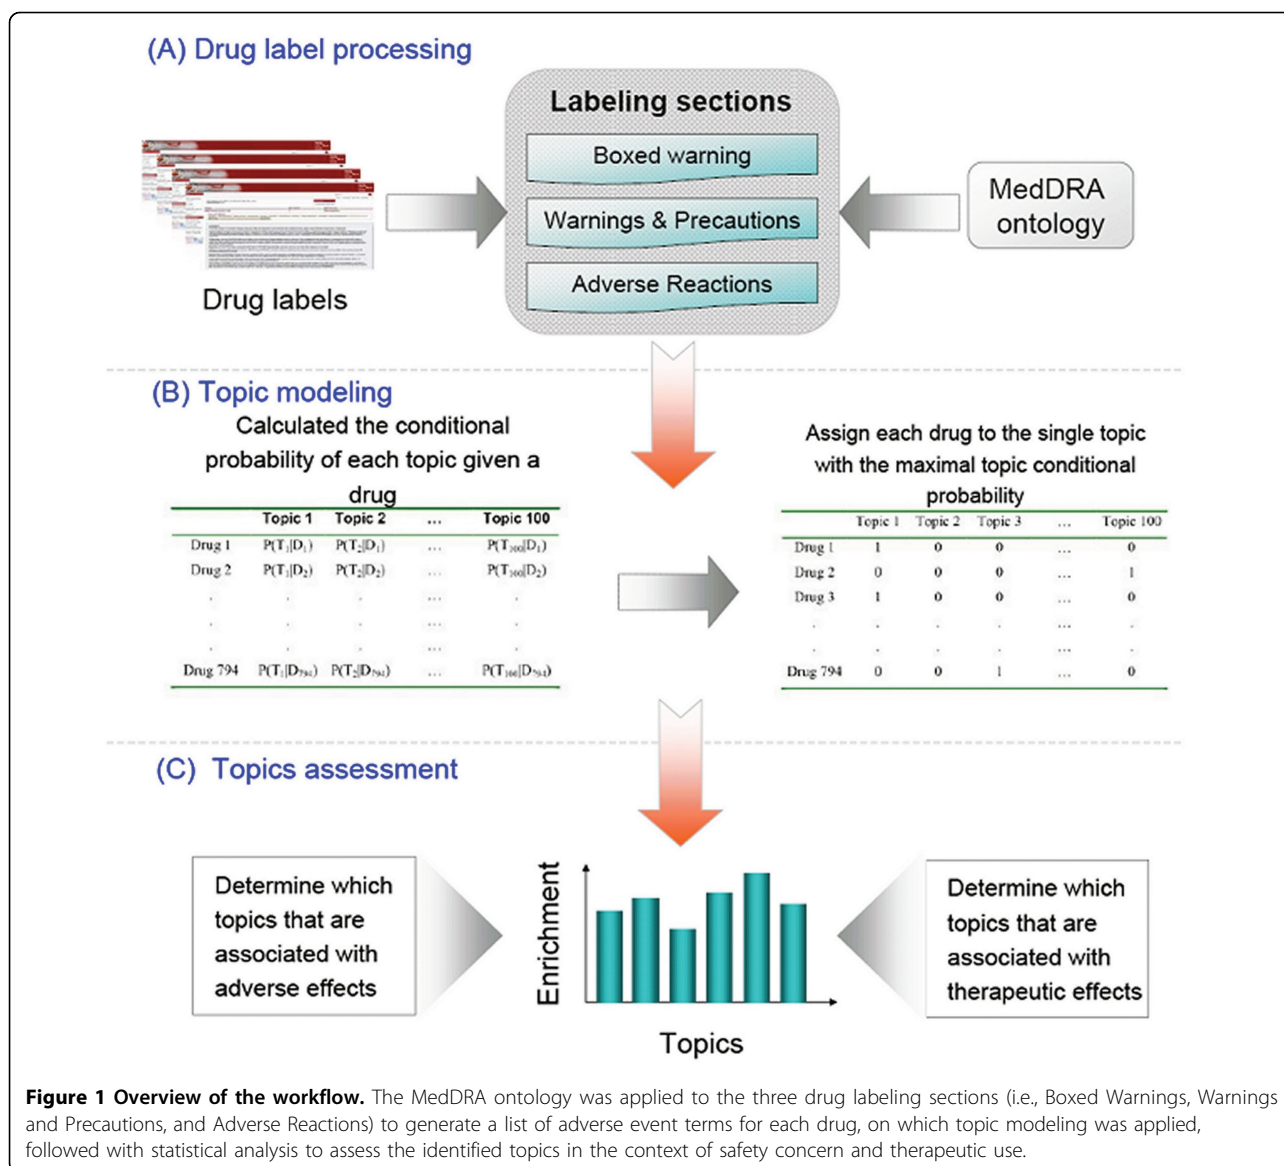 (A) Drug label processing
Labeling sections
Boxed warning
Warnings & Precautions
Adverse Reactions
MedDRA
ontology
Drug labels
(B) Topic modeling
Calculated the conditional
probability of each topic given a
drug
Topic 1 Topic 2 ... Topic 100
Drug 1 P(T₁|D₁) P(T₂|D₁) ... P(T₁₀₀|D₁)
Drug 2 P(T₁|D₂) P(T₂|D₂) ... P(T₁₀₀|D₂)
. . . ... .
. . . ... .
. . . ... .
Drug 794 P(T₁|D₇₉₄) P(T₂|D₇₉₄) ... P(T₁₀₀|D₇₉₄)
Assign each drug to the single topic
with the maximal topic conditional
probability
Topic 1 Topic 2 Topic 3 ... Topic 100
Drug 1 1 0 0 ... 0
Drug 2 0 0 0 ... 1
Drug 3 1 0 0 ... 0
. . . . ... .
. . . . ... .
Drug 794 0 0 1 ... 0
(C) Topics assessment
Determine which
topics that are
associated with
adverse effects
Enrichment
Topics
Determine which
topics that are
associated with
therapeutic effects
Figure 1 Overview of the workflow. The MedDRA ontology was applied to the three drug labeling sections (i.e., Boxed Warnings, Warnings
and Precautions, and Adverse Reactions) to generate a list of adverse event terms for each drug, on which topic modeling was applied,
followed with statistical analysis to assess the identified topics in the context of safety concern and therapeutic use.